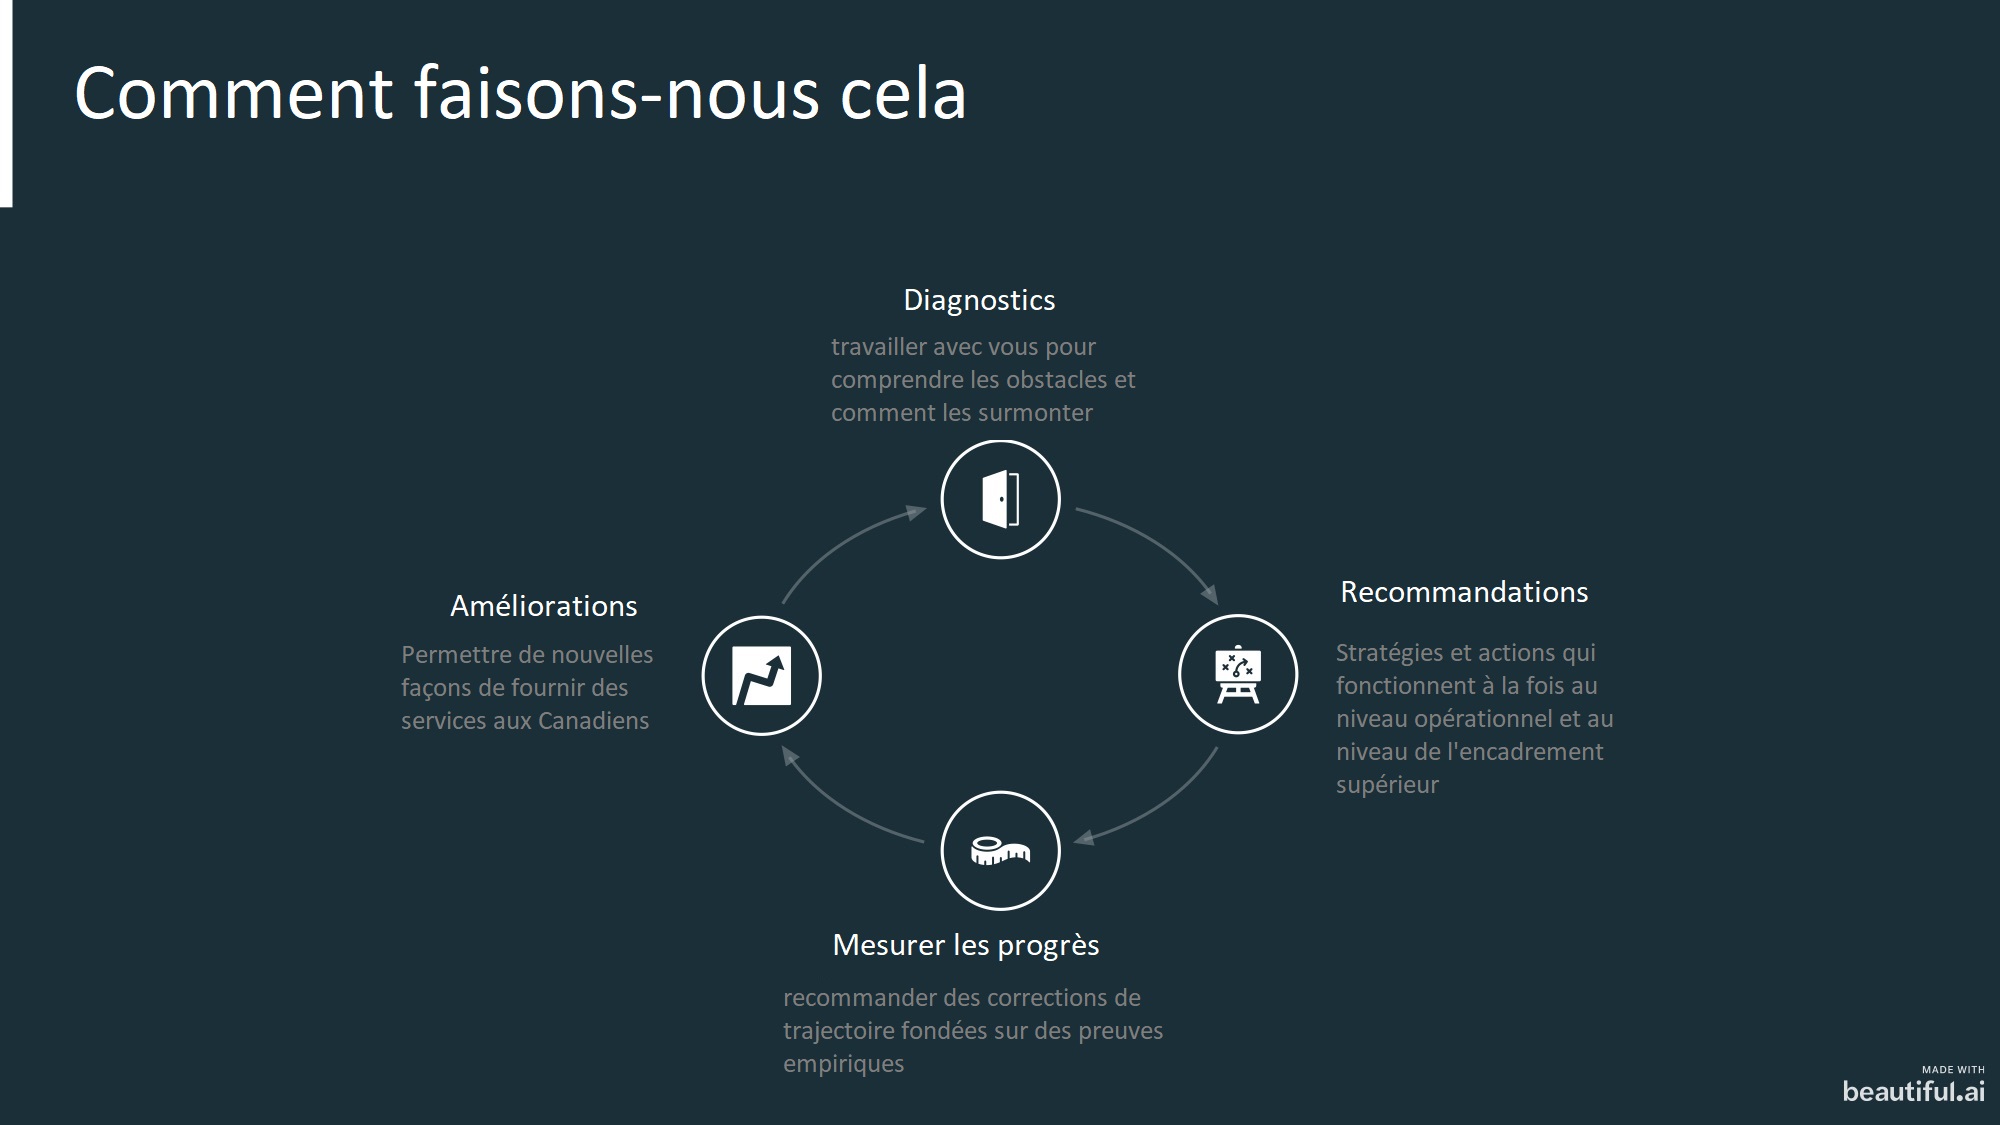 Comment faisons-nous cela
Diagnostics
travailler avec vous pour
comprendre les obstacles et
comment les surmonter
Recommandations
Stratégies et actions qui
fonctionnent à la fois au
niveau opérationnel et au
niveau de l'encadrement
supérieur
Améliorations
Permettre de nouvelles
façons de fournir des
services aux Canadiens
Mesurer les progrès
recommander des corrections de
trajectoire fondées sur des preuves
empiriques
MADE WITH
beautiful.ai